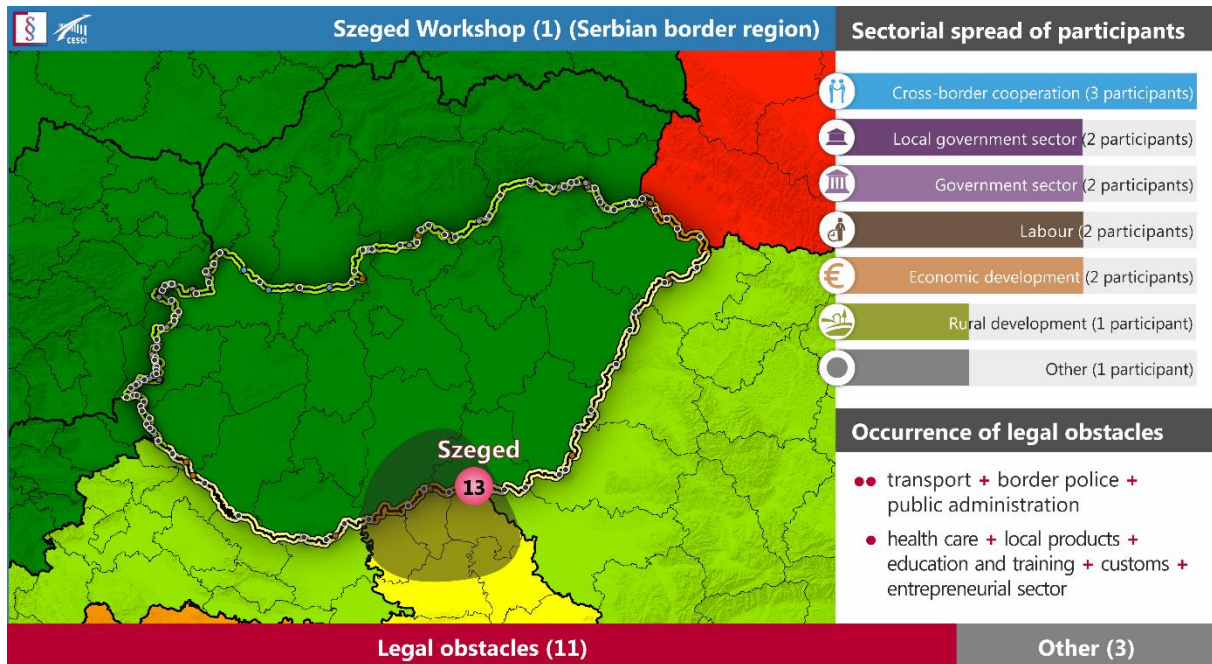 § CESCI
Szeged Workshop (1) (Serbian border region)
Szeged
13
Sectorial spread of participants
Cross-border cooperation (3 participants)
Local government sector (2 participants)
Government sector (2 participants)
Labour (2 participants)
€
Economic development (2 participants)
Rural development (1 participant)
Other (1 participant)
Occurrence of legal obstacles
●● transport + border police +
public administration
● health care + local products +
education and training + customs +
entrepreneurial sector
Legal obstacles (11)
Other (3)